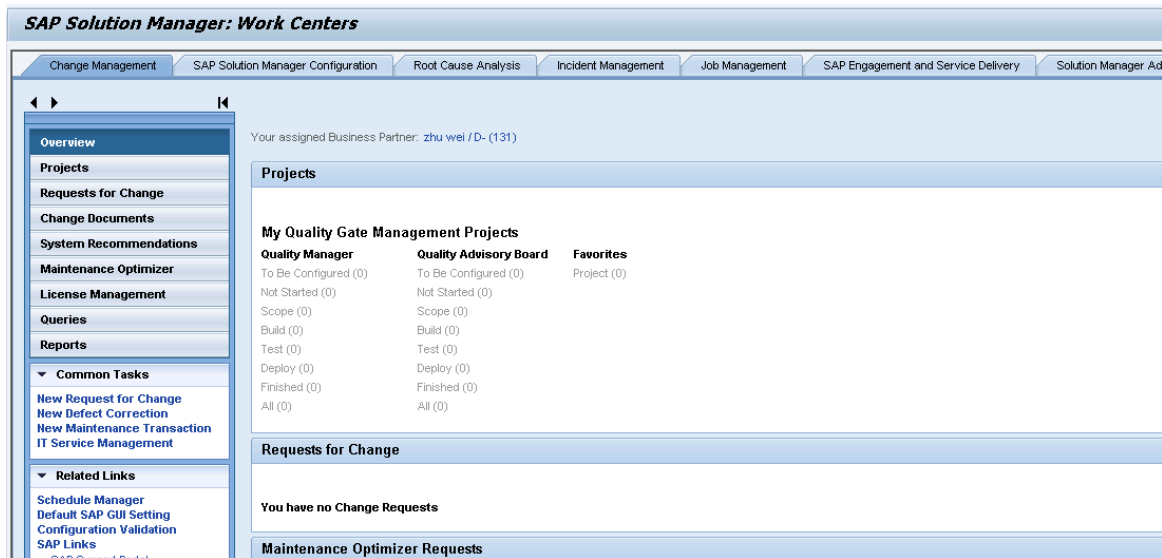 SAP Solution Manager: Work Centers
Change Management SAP Solution Manager Configuration Root Cause Analysis Incident Management Job Management SAP Engagement and Service Delivery Solution Manager Ad
Overview
Projects
Requests for Change
Change Documents
System Recommendations
Maintenance Optimizer
License Management
Queries
Reports
Common Tasks
New Request for Change
New Defect Correction
New Maintenance Transaction
IT Service Management
Related Links
Schedule Manager
Default SAP GUI Setting
Configuration Validation
SAP Links
Your assigned Business Partner: zhu wei / D- (131)
Projects
My Quality Gate Management Projects
Quality Manager Quality Advisory Board Favorites
To Be Configured (0) To Be Configured (0) Project (0)
Not Started (0) Not Started (0)
Scope (0) Scope (0)
Build (0) Build (0)
Test (0) Test (0)
Deploy (0) Deploy (0)
Finished (0) Finished (0)
All (0) All (0)
Requests for Change
You have no Change Requests
Maintenance Optimizer Requests